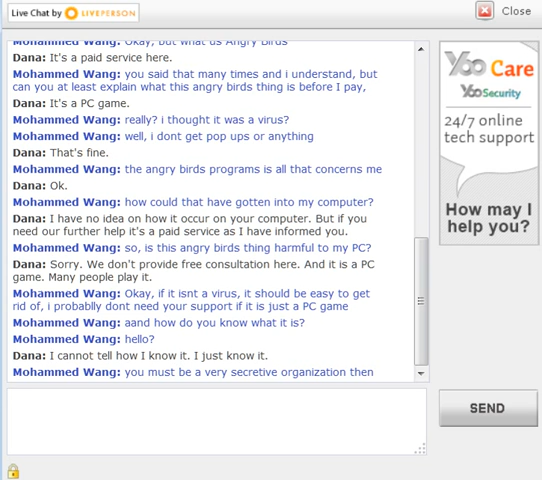 Live Chat by LIVEPERSON
Close
Mohammed Wang: Okay, but what us Angry Birds
Dana: It's a paid service here.
Mohammed Wang: you said that many times and i understand, but
can you at least explain what this angry birds thing is before I pay,
Dana: It's a PC game.
Mohammed Wang: really? i thought it was a virus?
Mohammed Wang: well, i dont get pop ups or anything
Dana: That's fine.
Mohammed Wang: the angry birds programs is all that concerns me
Dana: Ok.
Mohammed Wang: how could that have gotten into my computer?
Dana: I have no idea on how it occur on your computer. But if you
need our further help it's a paid service as I have informed you.
Mohammed Wang: so, is this angry birds thing harmful to my PC?
Dana: Sorry. We don't provide free consultation here. And it is a PC
game. Many people play it.
Mohammed Wang: Okay, if it isnt a virus, it should be easy to get
rid of, i probablly dont need your support if it is just a PC game
Mohammed Wang: aand how do you know what it is?
Mohammed Wang: hello?
Dana: I cannot tell how I know it. I just know it.
Mohammed Wang: you must be a very secretive organization then
Yoo Care
YooSecurity
24/7 online
tech support
How may I
help you?
SEND